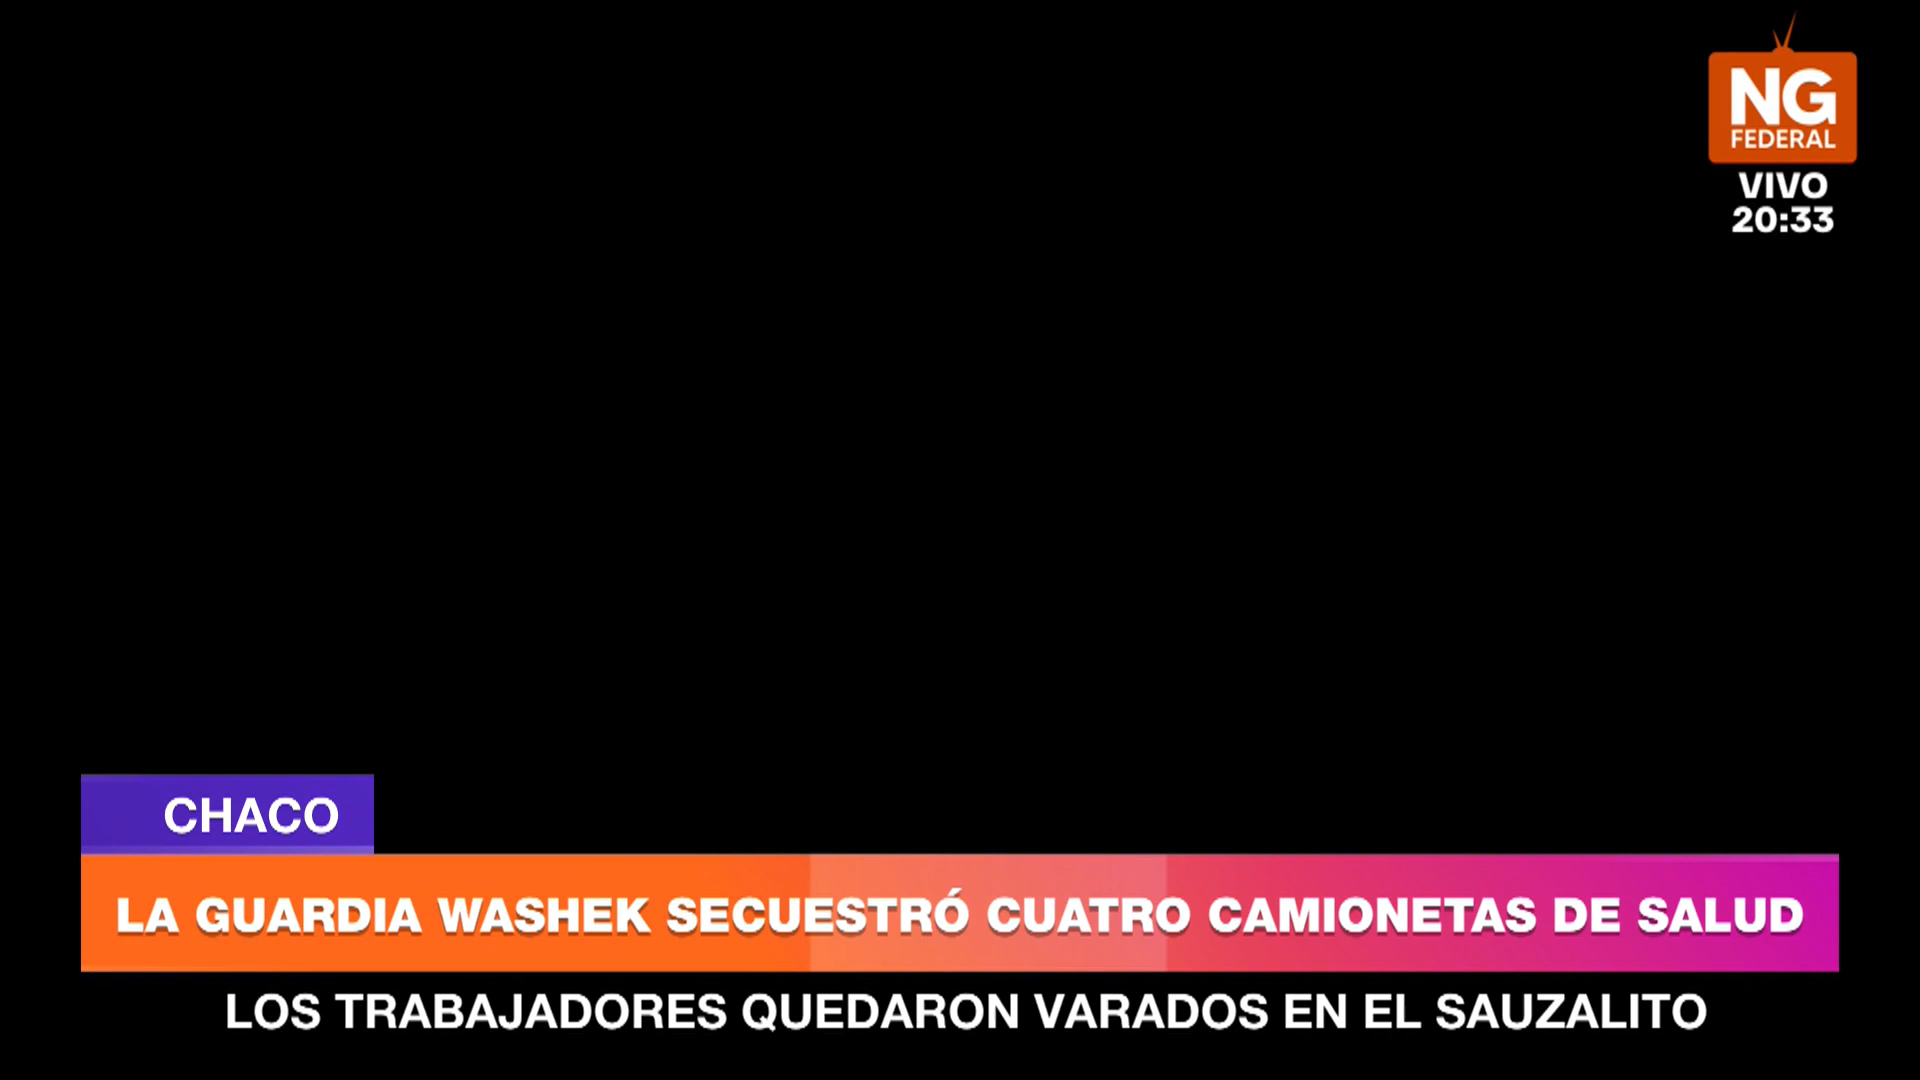 NG
FEDERAL
VIVO
20:33
CHACO
LA GUARDIA WASHEK SECUESTRÓ CUATRO CAMIONETAS DE SALUD
LOS TRABAJADORES QUEDARON VARADOS EN EL SAUZALITO